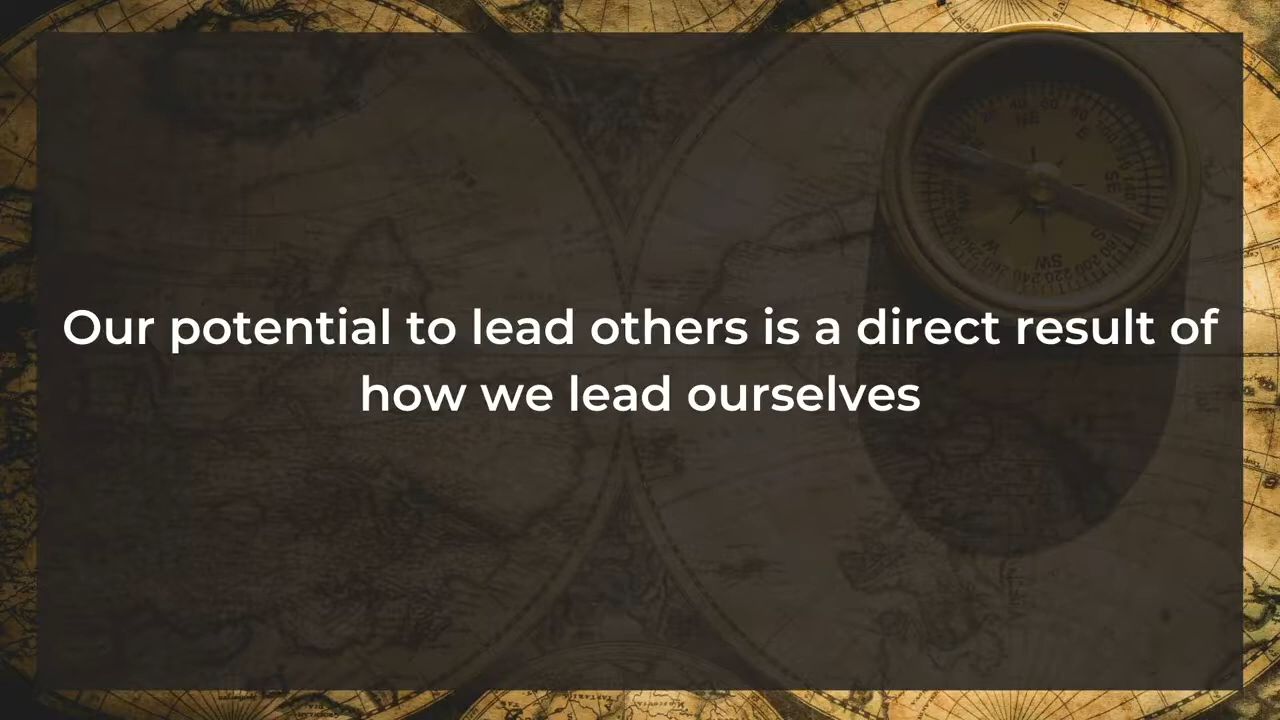 Our potential to lead others is a direct result of
how we lead ourselves